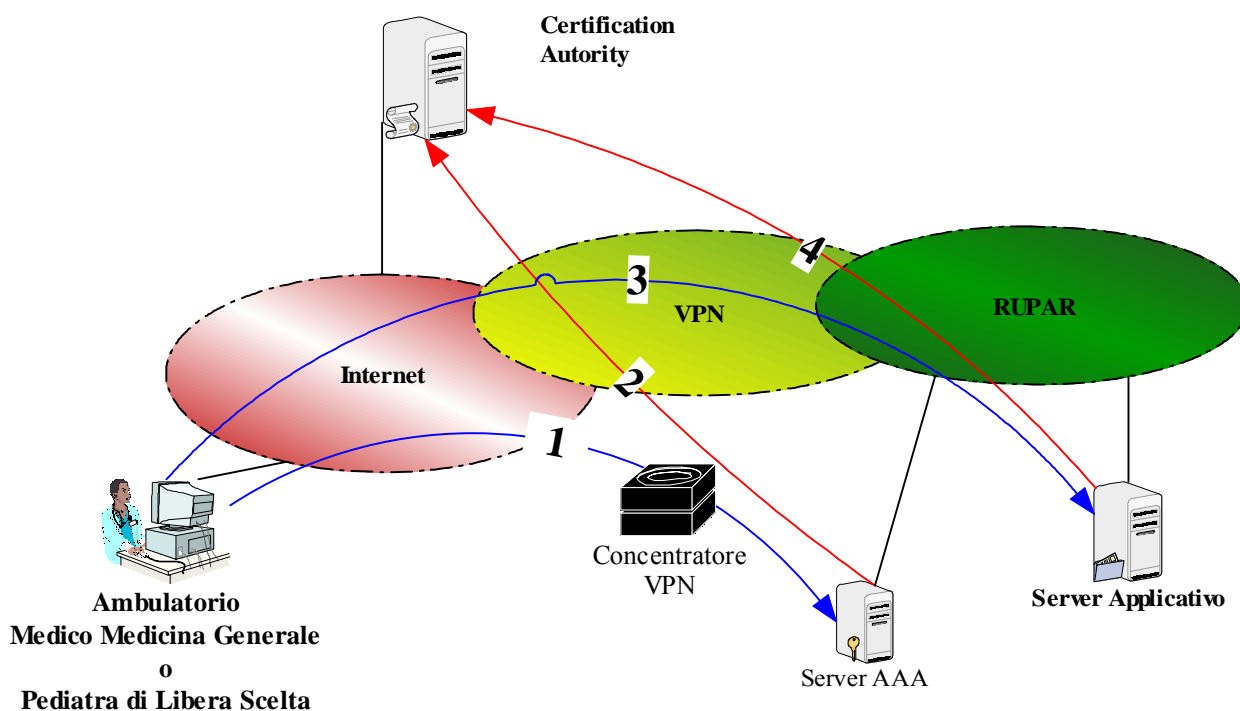 Certification
Autority
4
3
VPN
RUPAR
Internet
2
1
Concentratore
VPN
Ambulatorio
Medico Medicina Generale
o
Pediatra di Libera Scelta
Server AAA
Server Applicativo